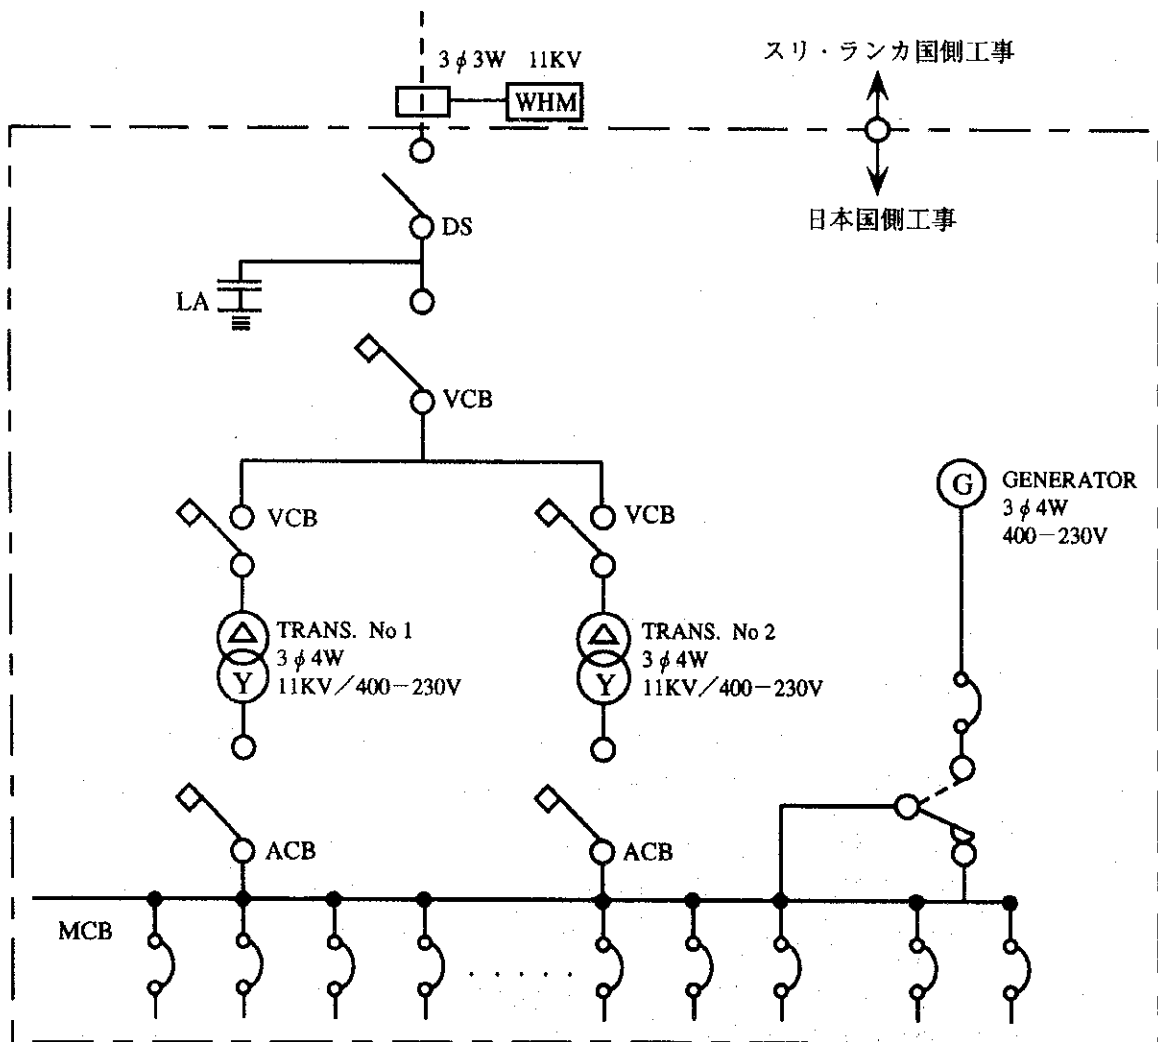 3φ3W 11KV
WHM
スリ・ランカ国側工事
日本国側工事
DS
LA
VCB
VCB
VCB
G
GENERATOR
3φ4W
400−230V
△
Y
TRANS. No 1
3φ4W
11KV／400−230V
△
Y
TRANS. No 2
3φ4W
11KV／400−230V
ACB
ACB
MCB